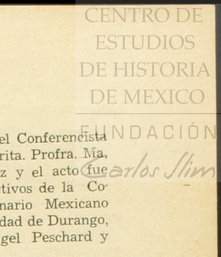 CENTRO DE
ESTUDIOS
DE HISTORIA
DE MEXICO
FUNDACIÓN
Carlos Slim
el Conferencista
rita. Profra. Ma.
z y el acto fue
ctivos de la Co-
nario Mexicano
dad de Durango,
gel Peschard y